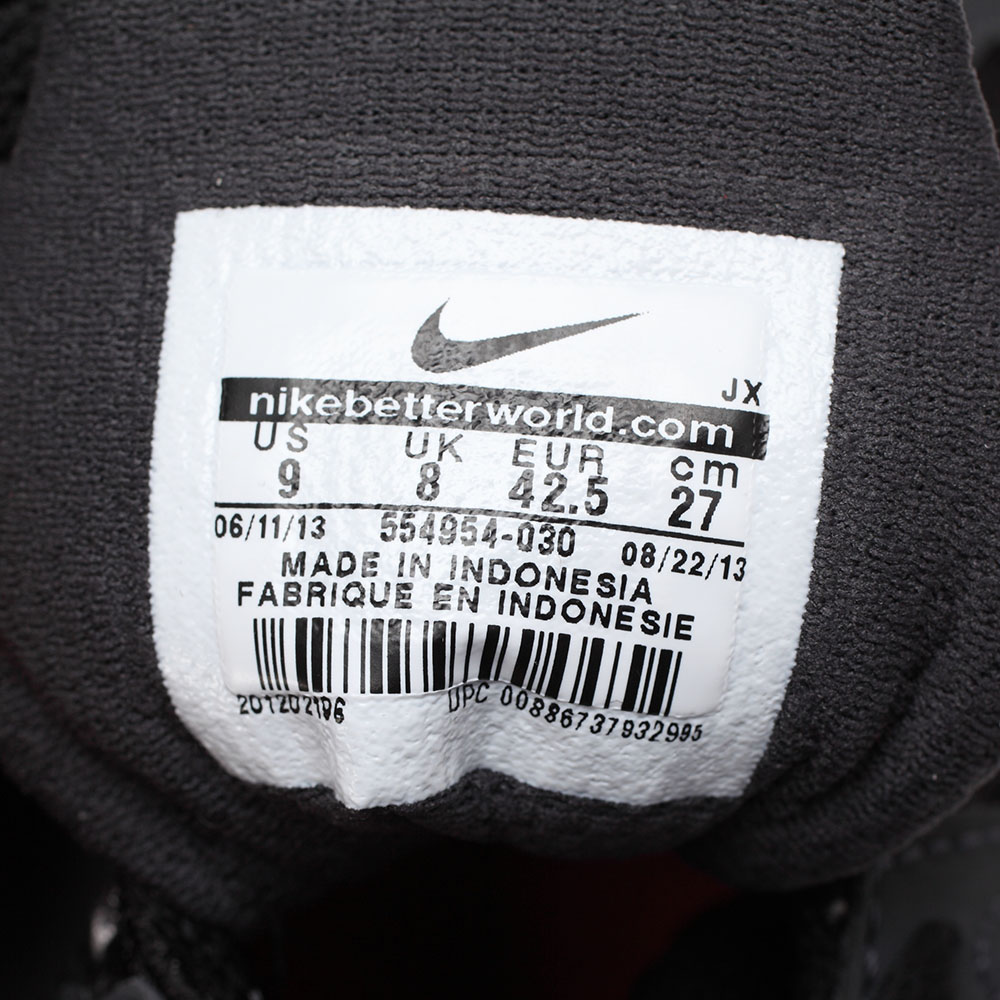 JX
nikebetterworld.com
US UK EUR cm
9 8 42.5 27
06/11/13 554954-030 08/22/13
MADE IN INDONESIA
FABRIQUE EN INDONESIE
201202196 UPC 00886737932995